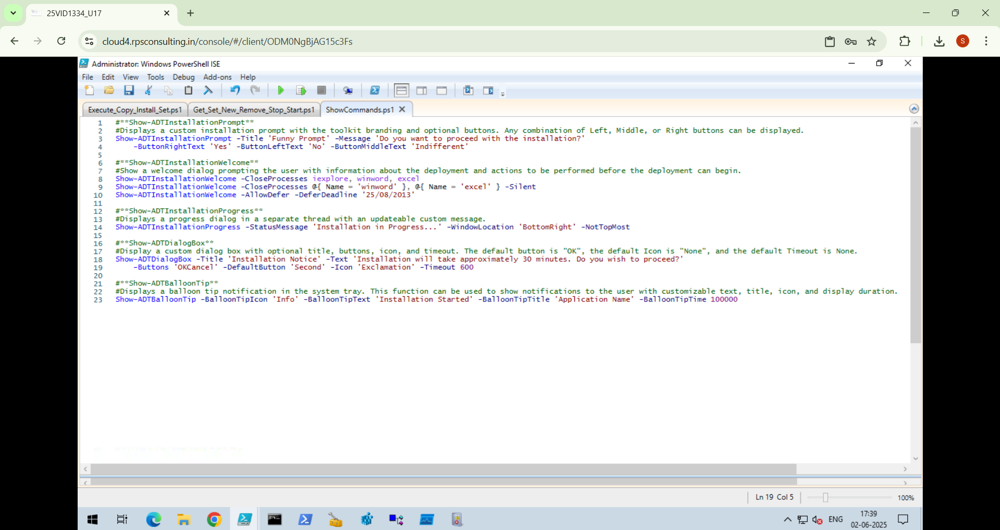 25VID1334_U17
cloud4.rpsconsulting.in/console/#/client/ODM0NgBjAG15c3Fs
S
Administrator: Windows PowerShell ISE
File Edit View Tools Debug Add-ons Help
Execute_Copy_Install_Set.ps1 Get_Set_New_Remove_Stop_Start.ps1 ShowCommands.ps1
1 #**Show-ADTInstallationPrompt**
2 #Displays a custom installation prompt with the toolkit branding and optional buttons. Any combination of Left, Middle, or Right buttons can be displayed.
3 Show-ADTInstallationPrompt -Title 'Funny Prompt' -Message 'Do you want to proceed with the installation?'
4 -ButtonRightText 'Yes' -ButtonLeftText 'No' -ButtonMiddleText 'Indifferent'
5
6 #**Show-ADTInstallationWelcome**
7 #Show a welcome dialog prompting the user with information about the deployment and actions to be performed before the deployment can begin.
8 Show-ADTInstallationWelcome -CloseProcesses iexplore, winword, excel
9 Show-ADTInstallationWelcome -CloseProcesses @{ Name = 'winword' }, @{ Name = 'excel' } -Silent
10 Show-ADTInstallationWelcome -AllowDefer -DeferDeadline '25/08/2013'
11
12 #**Show-ADTInstallationProgress**
13 #Displays a progress dialog in a separate thread with an updateable custom message.
14 Show-ADTInstallationProgress -StatusMessage 'Installation in Progress...' -WindowLocation 'BottomRight' -NotTopMost
15
16 #**Show-ADTDialogBox**
17 #Display a custom dialog box with optional title, buttons, icon, and timeout. The default button is "OK", the default Icon is "None", and the default Timeout is None.
18 Show-ADTDialogBox -Title 'Installation Notice' -Text 'Installation will take approximately 30 minutes. Do you wish to proceed?'
19 -Buttons 'OKCancel' -DefaultButton 'Second' -Icon 'Exclamation' -Timeout 600
20
21 #**Show-ADTBalloonTip**
22 #Displays a balloon tip notification in the system tray. This function can be used to show notifications to the user with customizable text, title, icon, and display duration.
23 Show-ADTBalloonTip -BalloonTipIcon 'Info' -BalloonTipText 'Installation Started' -BalloonTipTitle 'Application Name' -BalloonTipTime 100000
Ln 19 Col 5 100%
ENG
17:39
02-06-2025